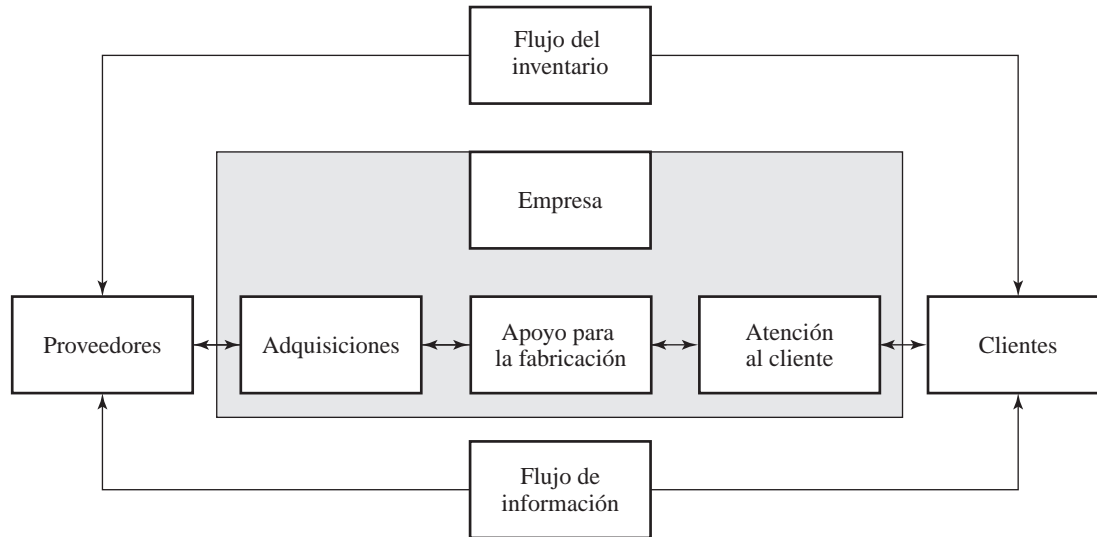 Flujo del
inventario
Empresa
Proveedores
Adquisiciones
Apoyo para
la fabricación
Atención
al cliente
Clientes
Flujo de
información